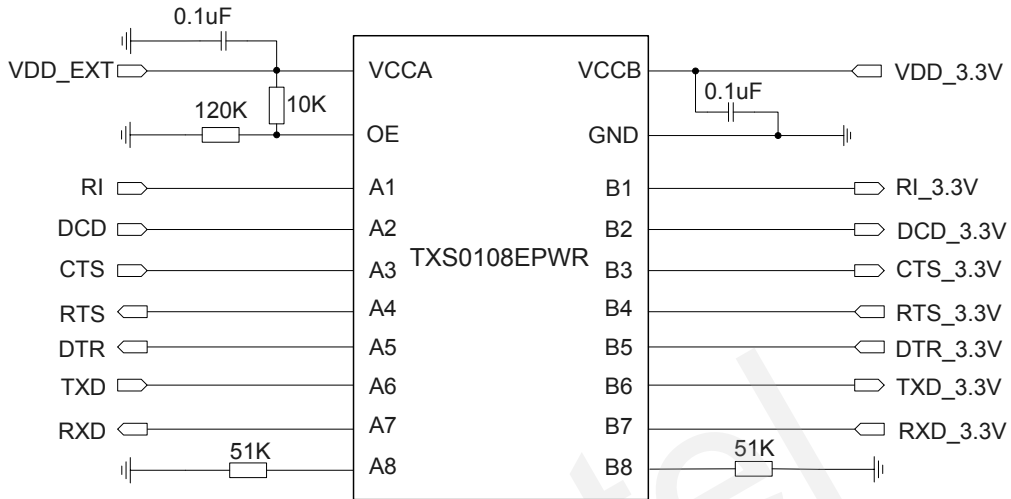 0.1uF
VDD_EXT VCCA VCCB VDD_3.3V
10K 0.1uF
120K
OE GND
RI A1 B1 RI_3.3V
DCD A2 B2 DCD_3.3V
TXS0108EPWR
CTS A3 B3 CTS_3.3V
RTS A4 B4 RTS_3.3V
DTR A5 B5 DTR_3.3V
TXD A6 B6 TXD_3.3V
RXD A7 B7 RXD_3.3V
51K 51K
A8 B8